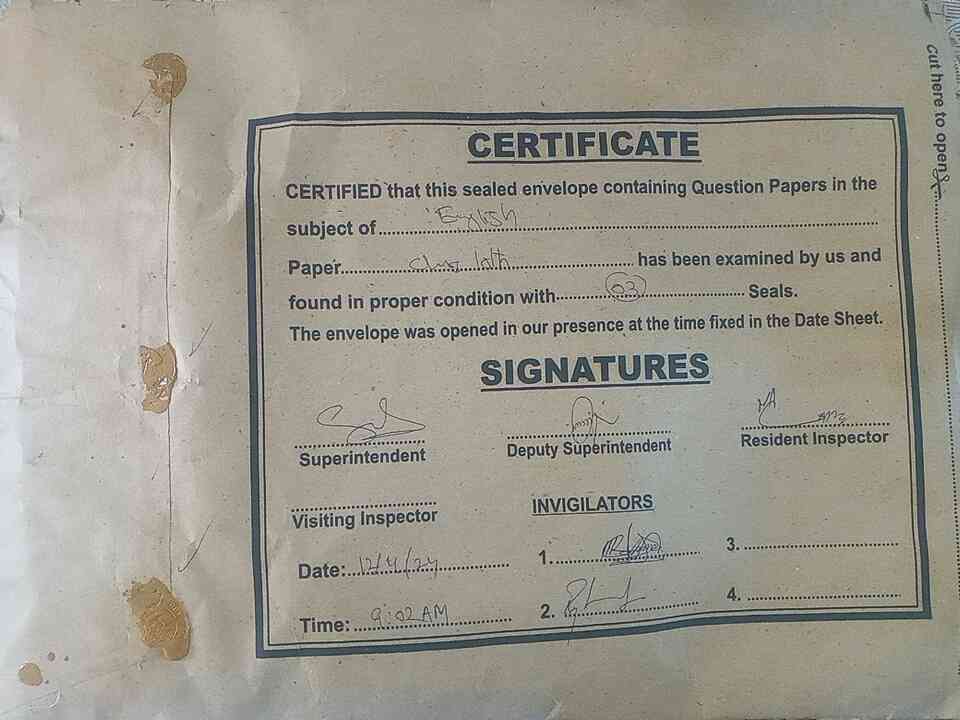 Cut here to open
CERTIFICATE
CERTIFIED that this sealed envelope containing Question Papers in the
subject of English
Paper has been examined by us and
found in proper condition with 03 Seals.
The envelope was opened in our presence at the time fixed in the Date Sheet.
SIGNATURES
Superintendent
Deputy Superintendent
Resident Inspector
Visiting Inspector
INVIGILATORS
Date: 12/4/24
1.
3.
Time: 9:02 AM
2.
4.